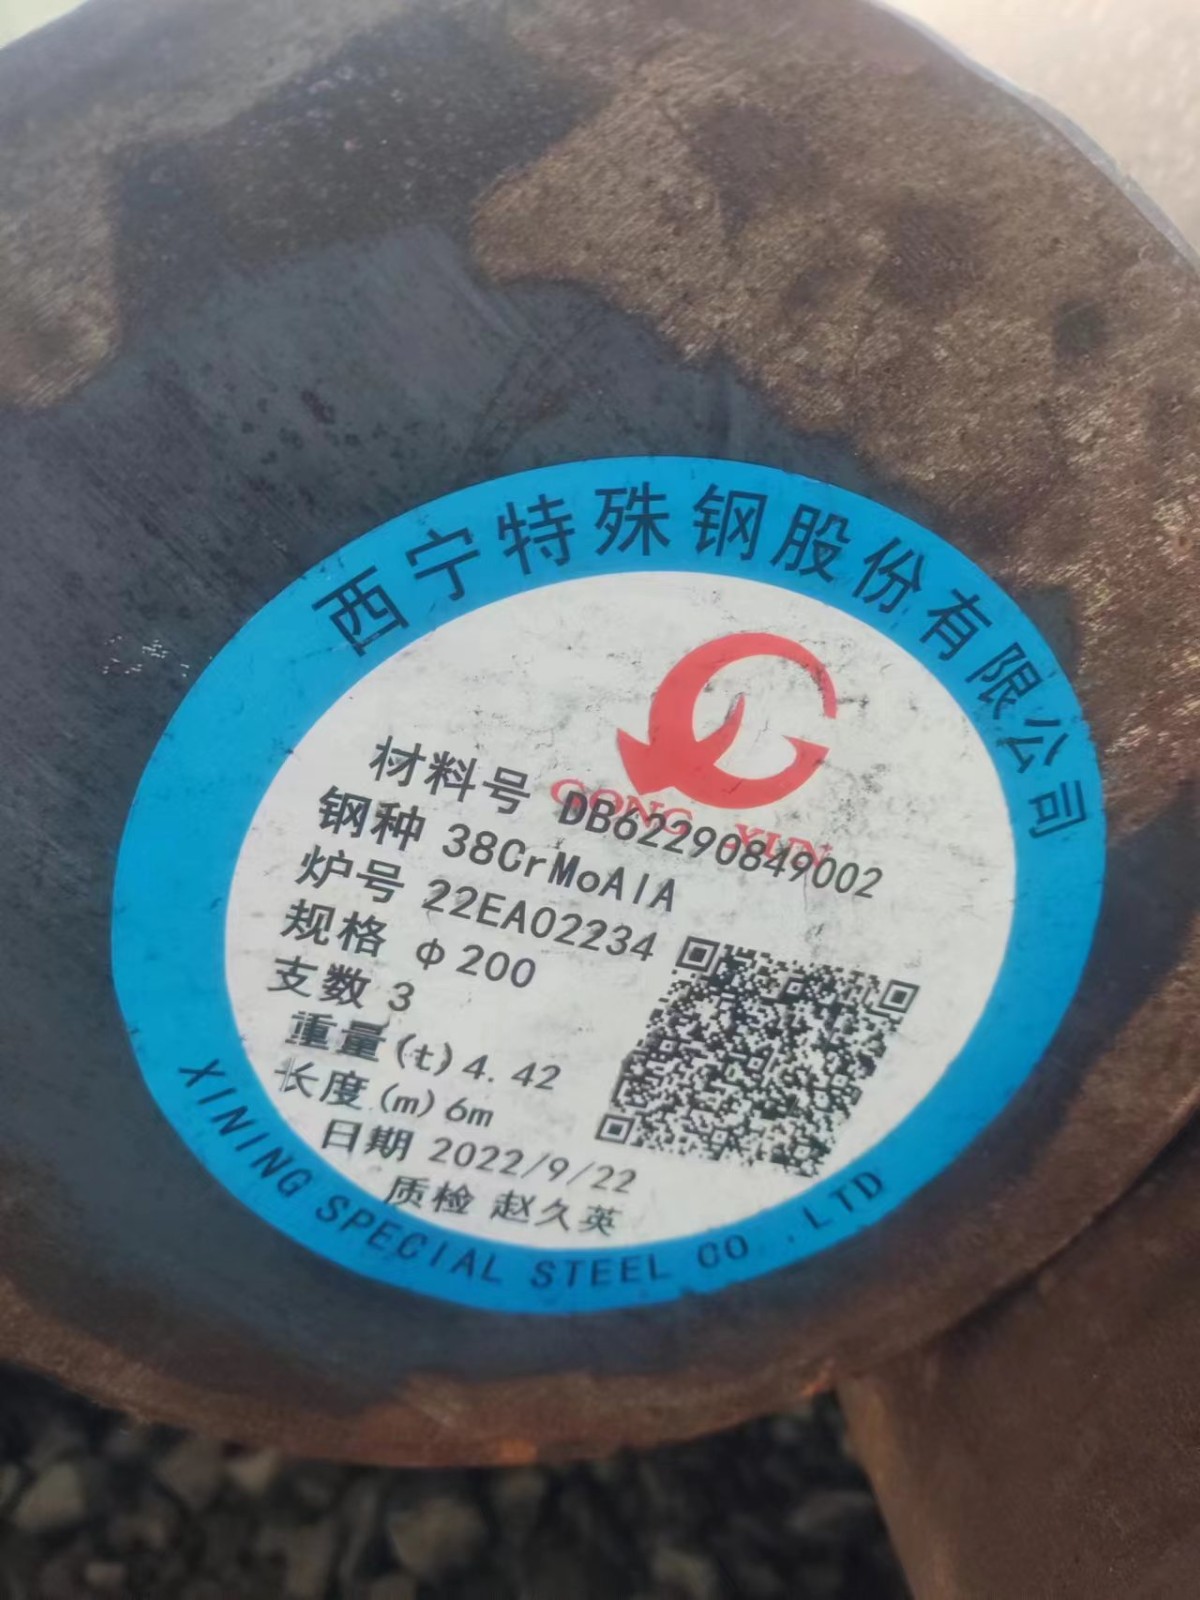 西宁特殊钢股份有限公司
GONG YUN
材料号 DB62290849002
钢种 38CrMoAlA
炉号 22EA02234
规格 φ200
支数 3
重量(t) 4.42
长度(m) 6m
日期 2022/9/22
质检 赵久英
XINING SPECIAL STEEL CO .LTD